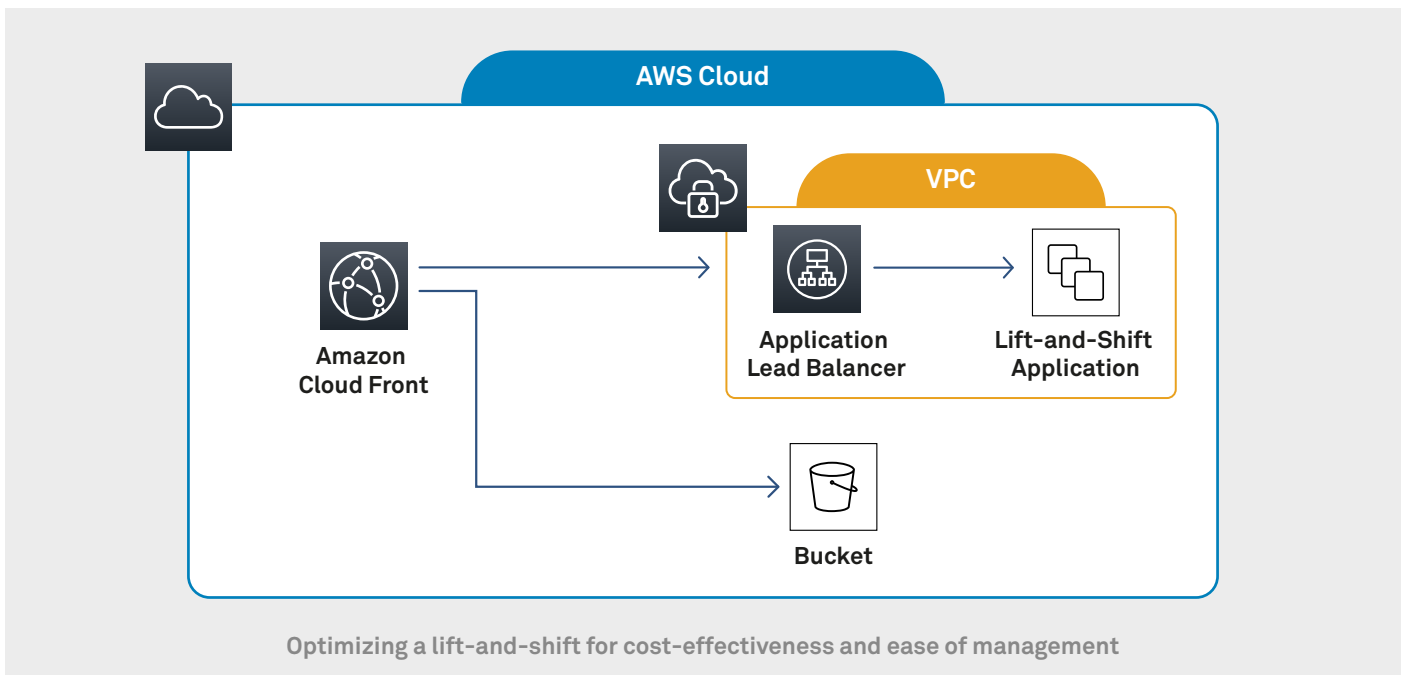 AWS Cloud
VPC
Amazon
Cloud Front
Application
Lead Balancer
Lift-and-Shift
Application
Bucket
Optimizing a lift-and-shift for cost-effectiveness and ease of management